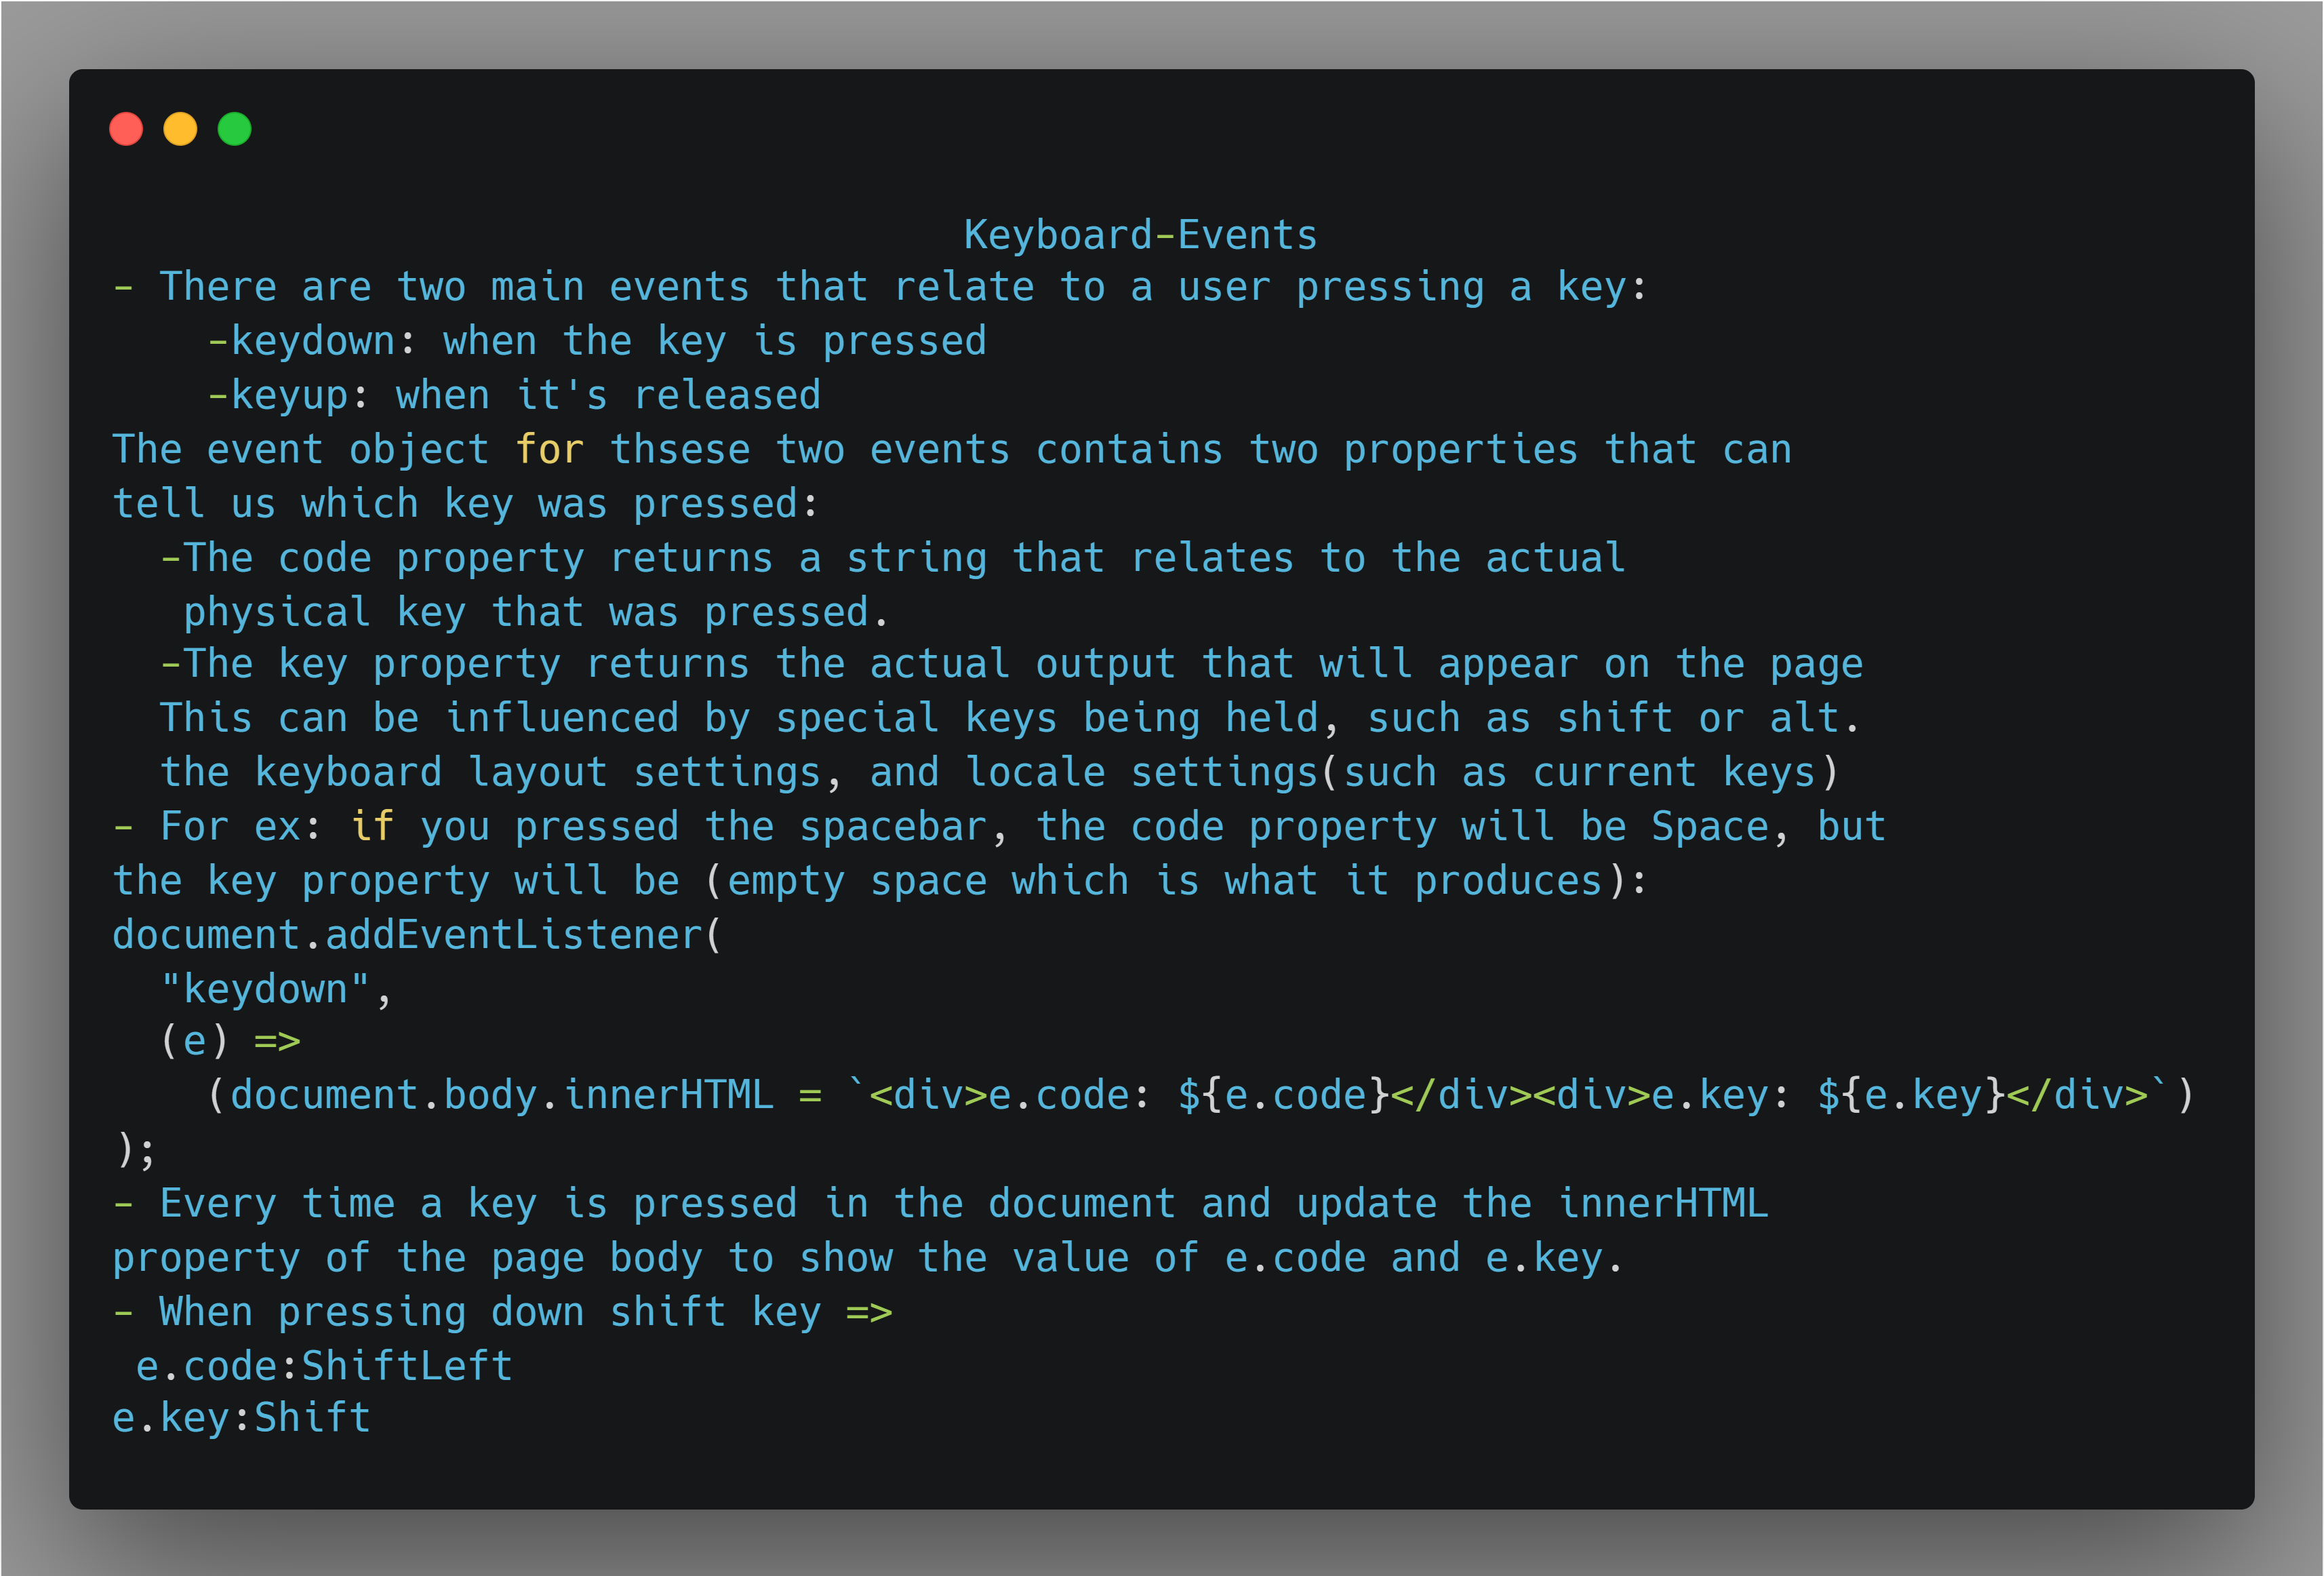 Keyboard-Events
- There are two main events that relate to a user pressing a key:
-keydown: when the key is pressed
-keyup: when it's released
The event object for thsese two events contains two properties that can
tell us which key was pressed:
-The code property returns a string that relates to the actual
physical key that was pressed.
-The key property returns the actual output that will appear on the page
This can be influenced by special keys being held, such as shift or alt.
the keyboard layout settings, and locale settings(such as current keys)
- For ex: if you pressed the spacebar, the code property will be Space, but
the key property will be (empty space which is what it produces):
document.addEventListener(
"keydown",
(e) =>
(document.body.innerHTML = `<div>e.code: ${e.code}</div><div>e.key: ${e.key}</div>`)
);
- Every time a key is pressed in the document and update the innerHTML
property of the page body to show the value of e.code and e.key.
- When pressing down shift key =>
e.code:ShiftLeft
e.key:Shift